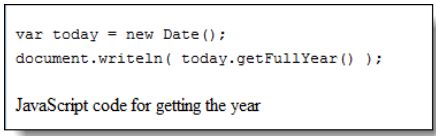 var today = new Date();
document.writeln( today.getFullYear() );
JavaScript code for getting the year